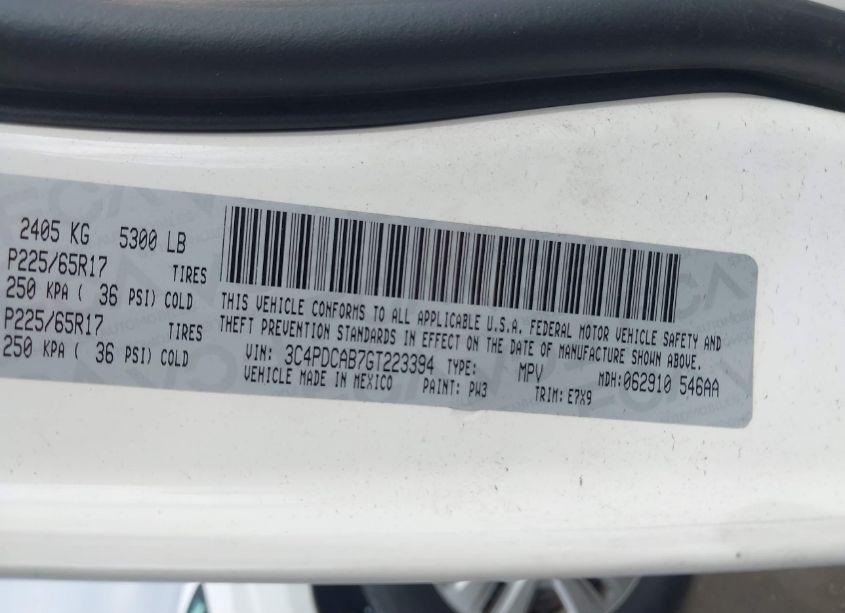 2405 KG 5300 LB
P225/65R17 TIRES
250 KPA ( 36 PSI) COLD
P225/65R17 TIRES
250 KPA ( 36 PSI) COLD
THIS VEHICLE CONFORMS TO ALL APPLICABLE U.S.A. FEDERAL MOTOR VEHICLE SAFETY AND
THEFT PREVENTION STANDARDS IN EFFECT ON THE DATE OF MANUFACTURE SHOWN ABOVE.
VIN: 3C4PDCAB7GT223394 TYPE: MPV MDH:062910 546AA
VEHICLE MADE IN MEXICO PAINT: PW3 TRIM: E7X9